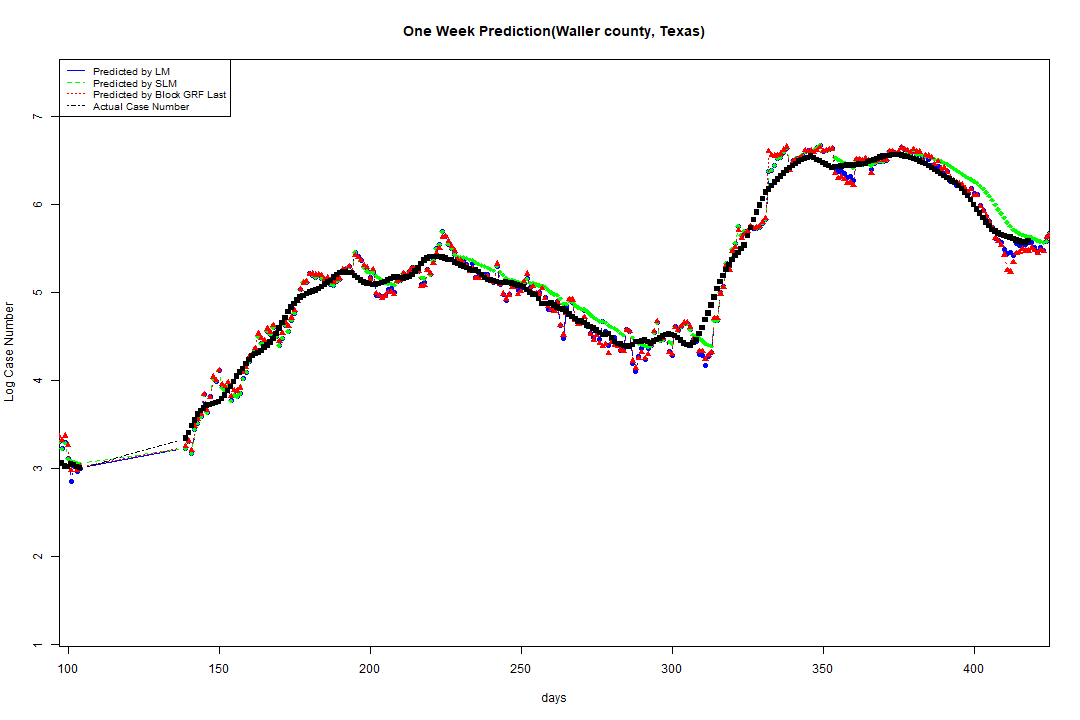 One Week Prediction(Waller county, Texas)
Predicted by LM
Predicted by SLM
Predicted by Block GRF Last
Actual Case Number
7
6
5
4
3
2
1
Log Case Number
100 150 200 250 300 350 400
days